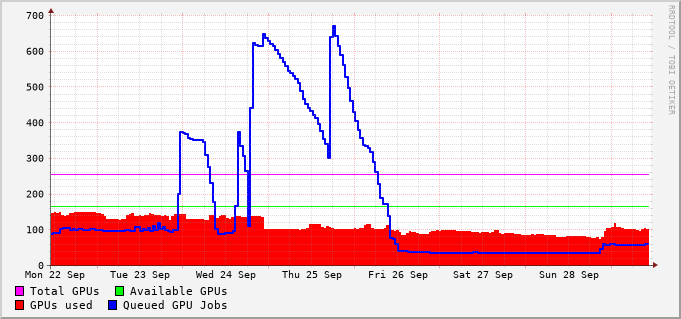 700
600
500
400
300
200
100
0
Mon 22 Sep Tue 23 Sep Wed 24 Sep Thu 25 Sep Fri 26 Sep Sat 27 Sep Sun 28 Sep
Total GPUs Available GPUs
GPUs used Queued GPU Jobs
RRDTOOL / TOBI OETIKER